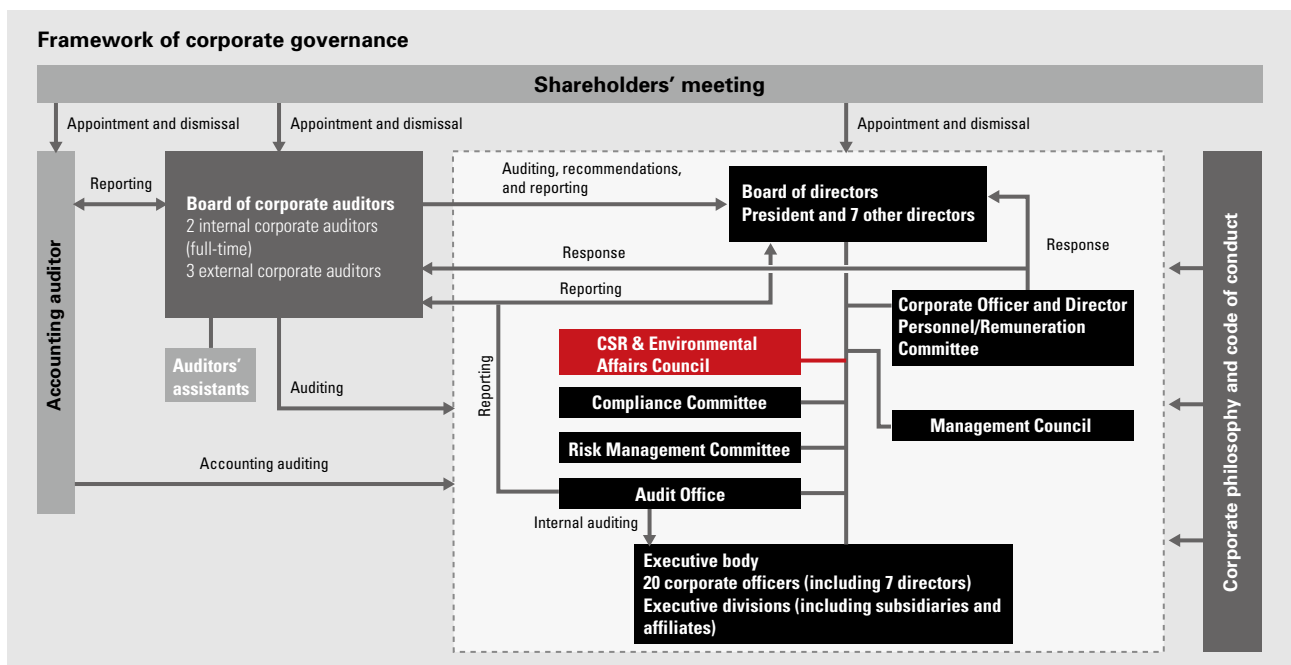 Framework of corporate governance
Shareholders’ meeting
Appointment and dismissal
Appointment and dismissal
Appointment and dismissal
Accounting auditor
Reporting
Board of corporate auditors
2 internal corporate auditors
(full-time)
3 external corporate auditors
Auditors’
assistants
Auditing
Accounting auditing
Auditing, recommendations,
and reporting
Response
Reporting
Reporting
Board of directors
President and 7 other directors
Response
Corporate Officer and Director
Personnel/Remuneration
Committee
CSR & Environmental
Affairs Council
Compliance Committee
Management Council
Risk Management Committee
Audit Office
Internal auditing
Executive body
20 corporate officers (including 7 directors)
Executive divisions (including subsidiaries and
affiliates)
Corporate philosophy and code of conduct